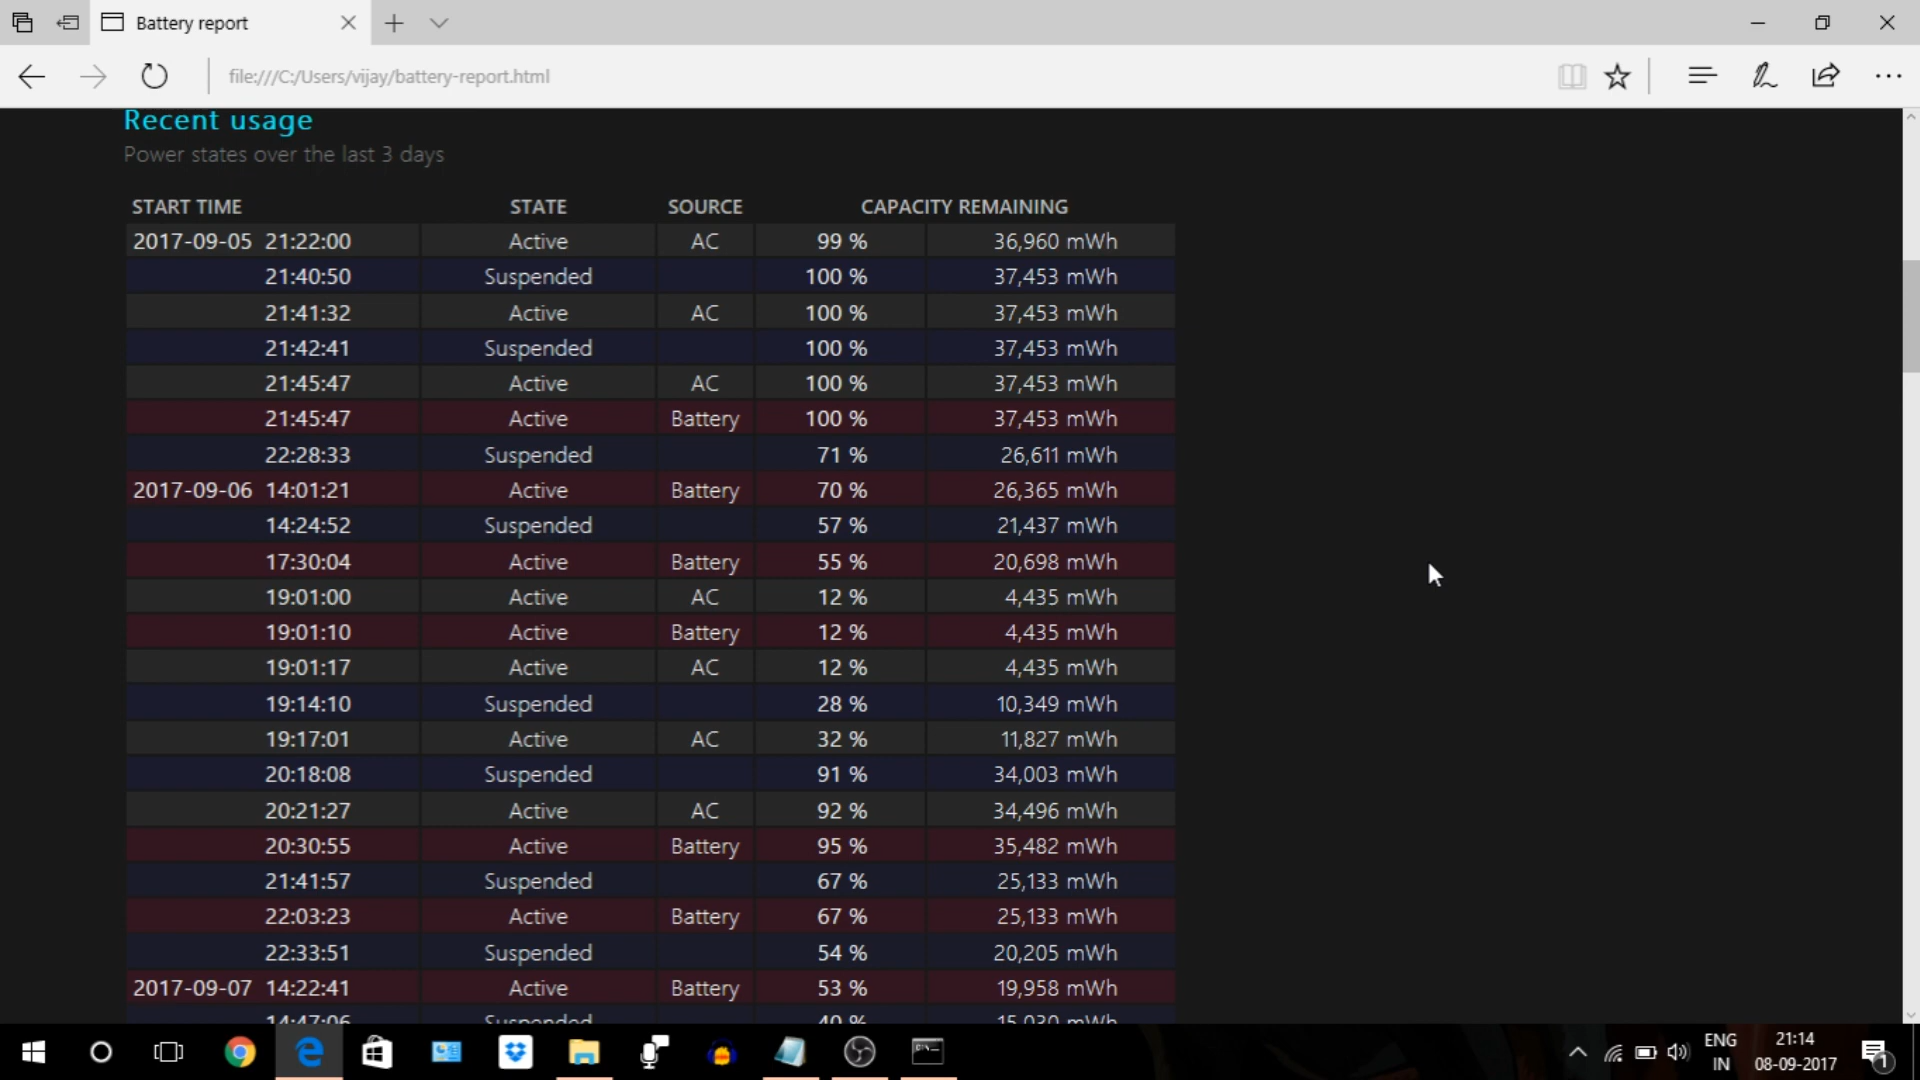 Battery report
file:///C:/Users/vijay/battery-report.html
Recent usage
Power states over the last 3 days
START TIME STATE SOURCE CAPACITY REMAINING
2017-09-05 21:22:00 Active AC 99 % 36,960 mWh
21:40:50 Suspended 100 % 37,453 mWh
21:41:32 Active AC 100 % 37,453 mWh
21:42:41 Suspended 100 % 37,453 mWh
21:45:47 Active AC 100 % 37,453 mWh
21:45:47 Active Battery 100 % 37,453 mWh
22:28:33 Suspended 71 % 26,611 mWh
2017-09-06 14:01:21 Active Battery 70 % 26,365 mWh
14:24:52 Suspended 57 % 21,437 mWh
17:30:04 Active Battery 55 % 20,698 mWh
19:01:00 Active AC 12 % 4,435 mWh
19:01:10 Active Battery 12 % 4,435 mWh
19:01:17 Active AC 12 % 4,435 mWh
19:14:10 Suspended 28 % 10,349 mWh
19:17:01 Active AC 32 % 11,827 mWh
20:18:08 Suspended 91 % 34,003 mWh
20:21:27 Active AC 92 % 34,496 mWh
20:30:55 Active Battery 95 % 35,482 mWh
21:41:57 Suspended 67 % 25,133 mWh
22:03:23 Active Battery 67 % 25,133 mWh
22:33:51 Suspended 54 % 20,205 mWh
2017-09-07 14:22:41 Active Battery 53 % 19,958 mWh
14:47:06 Suspended 40 % 15,030 mWh
ENG 21:14
IN 08-09-2017 1